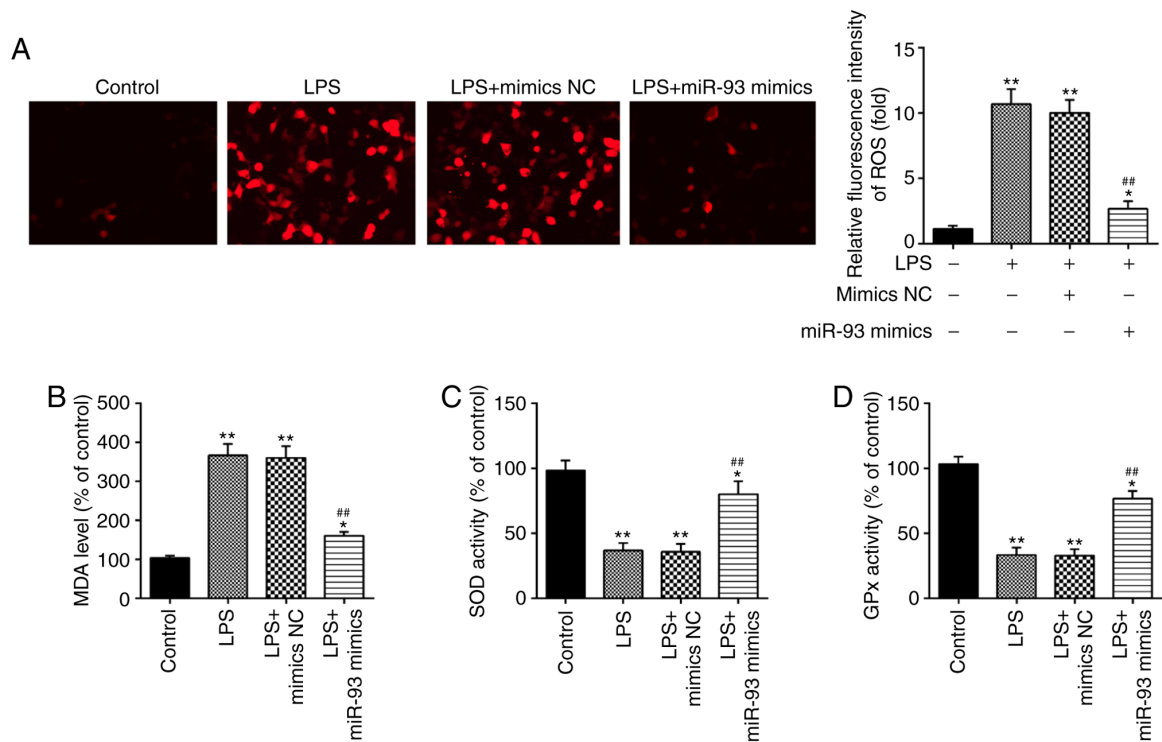 A
Control
LPS
LPS+mimics NC
LPS+miR-93 mimics
Relative fluorescence intensity
of ROS (fold)
15
10
5
0
**
**
##
*
LPS – + + +
Mimics NC – – + –
miR-93 mimics – – – +
B
MDA level (% of control)
500
400
300
200
100
0
**
**
##
*
Control
LPS
LPS+
mimics NC
LPS+
miR-93 mimics
C
SOD activity (% of control)
150
100
50
0
**
**
##
*
Control
LPS
LPS+
mimics NC
LPS+
miR-93 mimics
D
GPx activity (% of control)
150
100
50
0
**
**
##
*
Control
LPS
LPS+
mimics NC
LPS+
miR-93 mimics